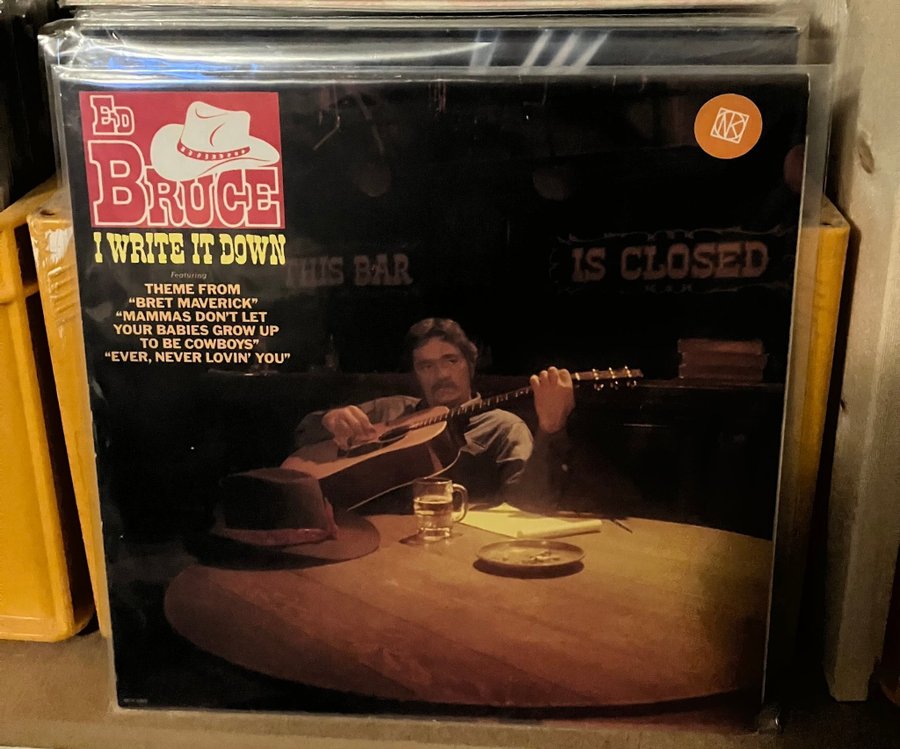 ED
BRUCE
I WRITE IT DOWN
Featuring
THEME FROM
"BRET MAVERICK"
"MAMMAS DON'T LET
YOUR BABIES GROW UP
TO BE COWBOYS"
"EVER, NEVER LOVIN' YOU"
THIS BAR IS CLOSED
NK